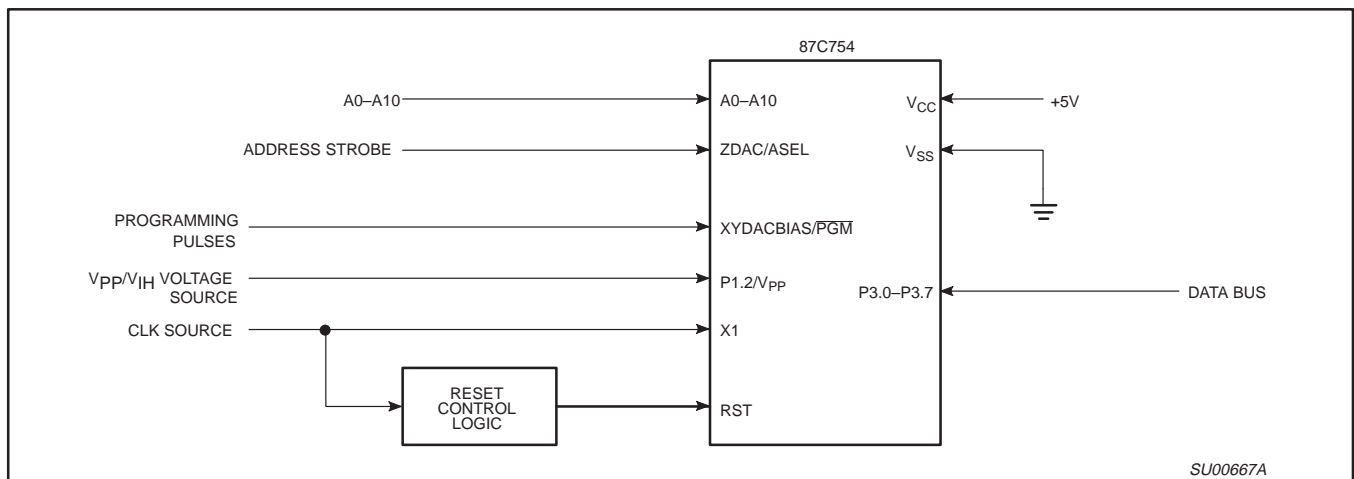 87C754
A0–A10
A0–A10
VCC
+5V
ADDRESS STROBE
ZDAC/ASEL
VSS
PROGRAMMING
PULSES
XYDACBIAS/PGM
VPP/VIH VOLTAGE
SOURCE
P1.2/VPP
P3.0–P3.7
DATA BUS
CLK SOURCE
X1
RESET
CONTROL
LOGIC
RST
SU00667A